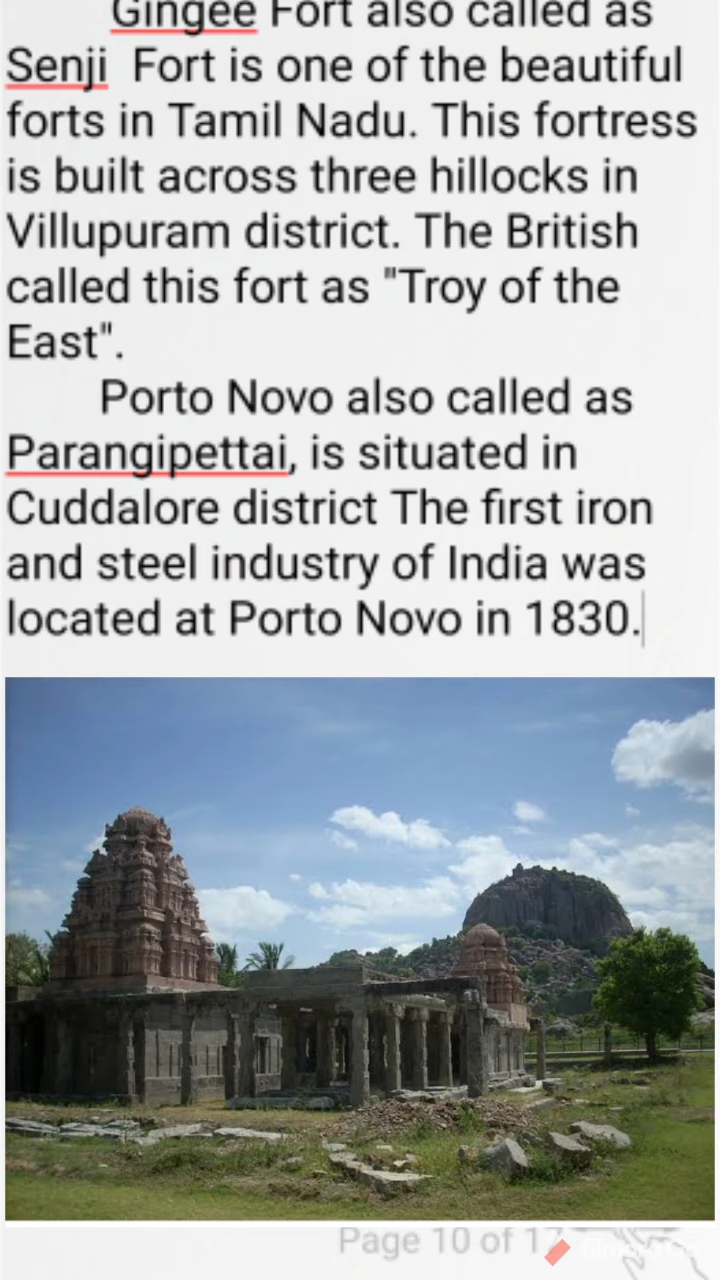 Gingee Fort also called as
Senji Fort is one of the beautiful
forts in Tamil Nadu. This fortress
is built across three hillocks in
Villupuram district. The British
called this fort as "Troy of the
East".
Porto Novo also called as
Parangipettai, is situated in
Cuddalore district The first iron
and steel industry of India was
located at Porto Novo in 1830.
Page 10 of 17
filmora Go